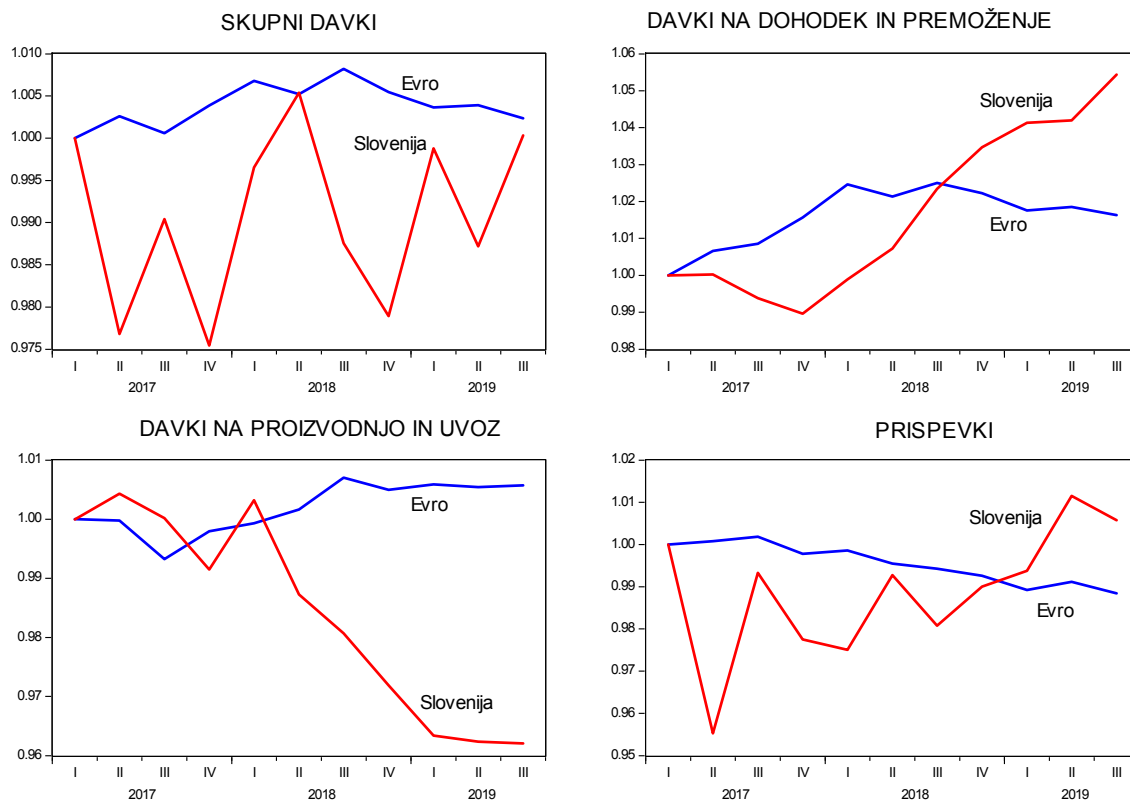 SKUPNI DAVKI
1.010
1.005
1.000
0.995
0.990
0.985
0.980
0.975
Evro
Slovenija
I II III IV I II III IV I II III
2017 2018 2019
DAVKI NA DOHODEK IN PREMOŽENJE
1.06
1.05
1.04
1.03
1.02
1.01
1.00
0.99
0.98
Slovenija
Evro
I II III IV I II III IV I II III
2017 2018 2019
DAVKI NA PROIZVODNJO IN UVOZ
1.01
1.00
0.99
0.98
0.97
0.96
Evro
Slovenija
I II III IV I II III IV I II III
2017 2018 2019
PRISPEVKI
1.02
1.01
1.00
0.99
0.98
0.97
0.96
0.95
Slovenija
Evro
I II III IV I II III IV I II III
2017 2018 2019